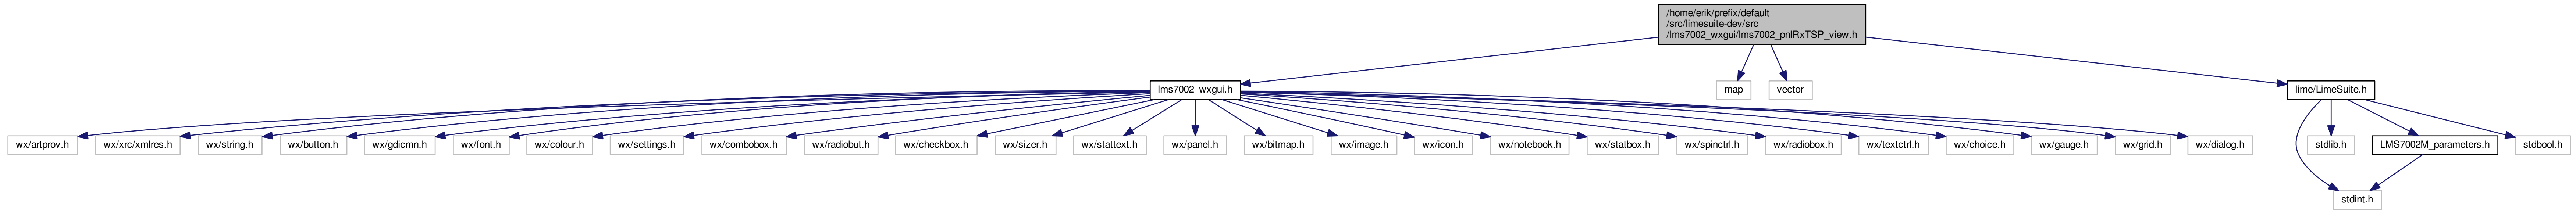 /home/erik/prefix/default
/src/limesuite-dev/src
/lms7002_wxgui/lms7002_pnlRxTSP_view.h
lms7002_wxgui.h
map
vector
lime/LimeSuite.h
wx/artprov.h
wx/xrc/xmlres.h
wx/string.h
wx/button.h
wx/gdicmn.h
wx/font.h
wx/colour.h
wx/settings.h
wx/combobox.h
wx/radiobut.h
wx/checkbox.h
wx/sizer.h
wx/stattext.h
wx/panel.h
wx/bitmap.h
wx/image.h
wx/icon.h
wx/notebook.h
wx/statbox.h
wx/spinctrl.h
wx/radiobox.h
wx/textctrl.h
wx/choice.h
wx/gauge.h
wx/grid.h
wx/dialog.h
stdlib.h
LMS7002M_parameters.h
stdbool.h
stdint.h